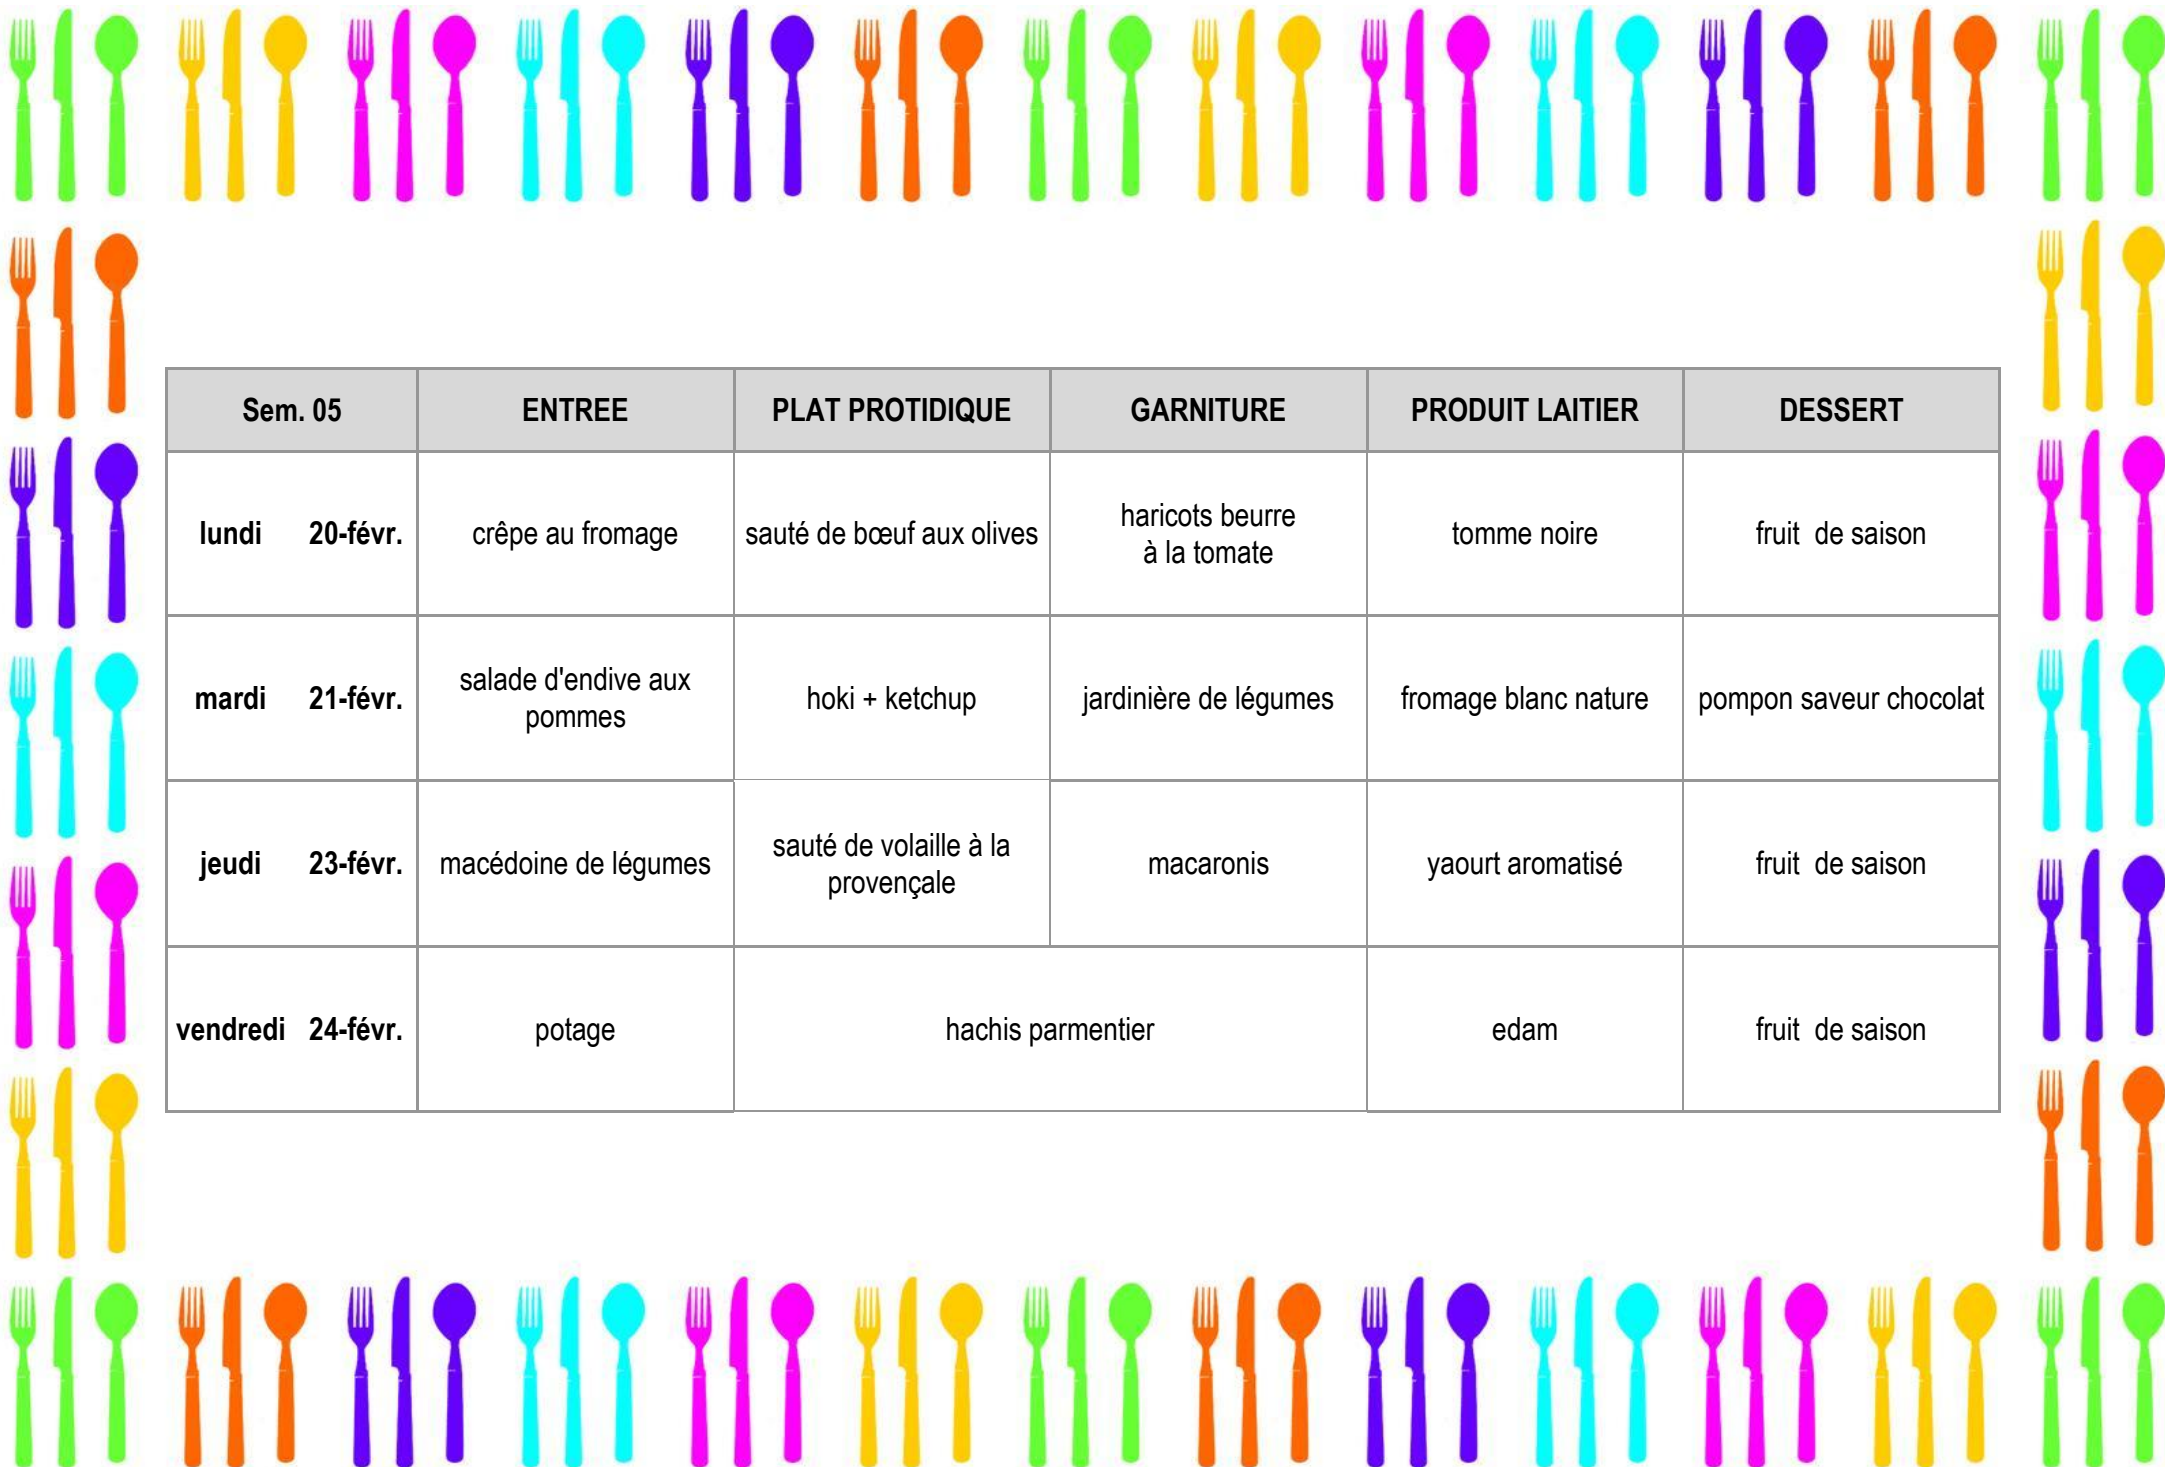 Sem. 05 ENTREE PLAT PROTIDIQUE GARNITURE PRODUIT LAITIER DESSERT
lundi 20-févr. crêpe au fromage sauté de bœuf aux olives haricots beurre
à la tomate tomme noire fruit de saison
mardi 21-févr. salade d'endive aux
pommes hoki + ketchup jardinière de légumes fromage blanc nature pompon saveur chocolat
jeudi 23-févr. macédoine de légumes sauté de volaille à la
provençale macaronis yaourt aromatisé fruit de saison
vendredi 24-févr. potage hachis parmentier edam fruit de saison